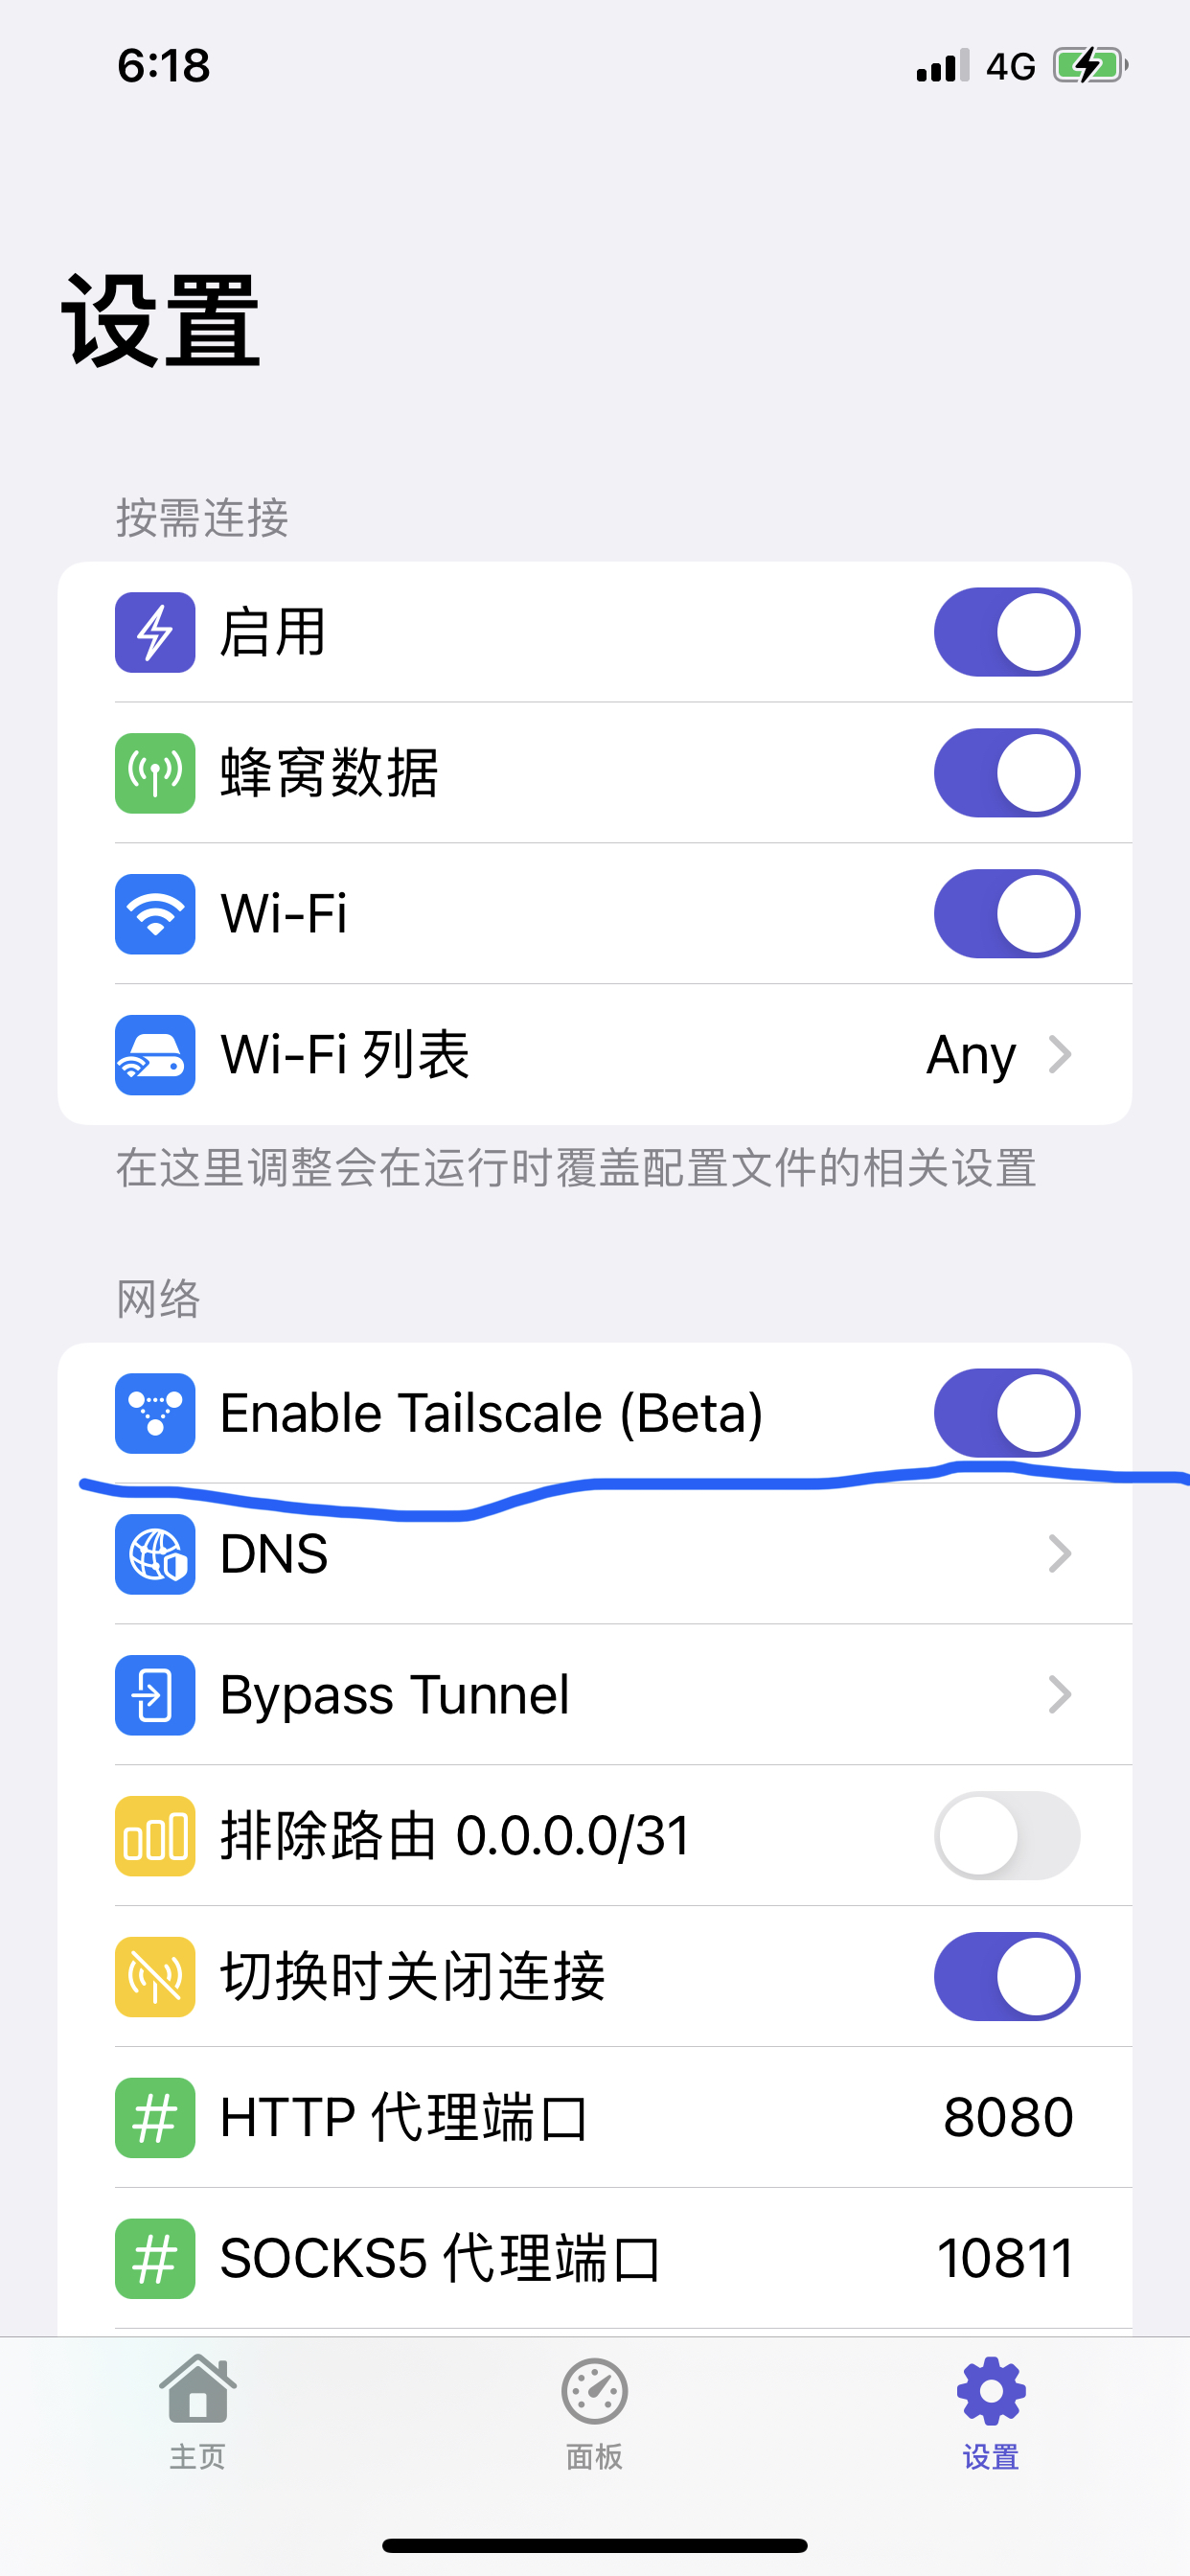 6:18
4G
设置
按需连接
启用
蜂窝数据
Wi-Fi
Wi-Fi 列表 Any
在这里调整会在运行时覆盖配置文件的相关设置
网络
Enable Tailscale (Beta)
DNS
Bypass Tunnel
排除路由 0.0.0.0/31
切换时关闭连接
HTTP 代理端口 8080
SOCKS5 代理端口 10811
主页 面板 设置